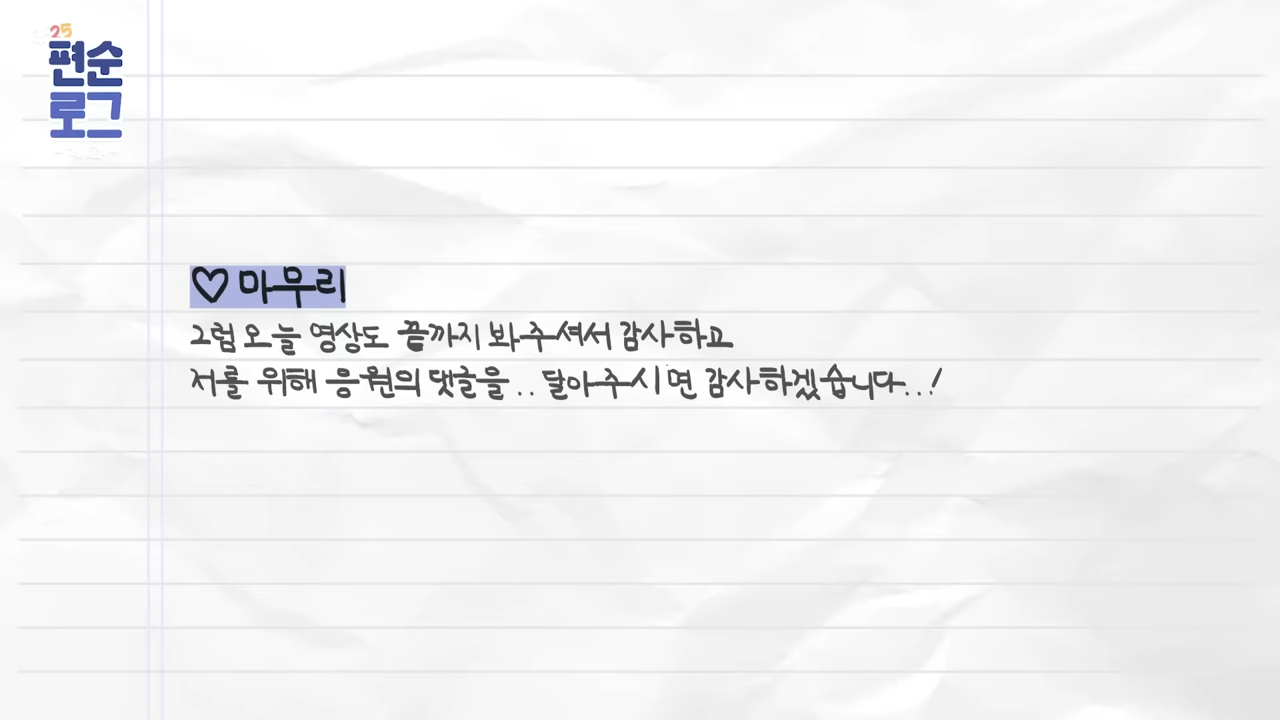 25
편순
로그
♡ 마무리
그럼 오늘 영상도 끝까지 봐주셔서 감사하고
저를 위해 응원의 댓글을.. 달아주시면 감사하겠습니다..!